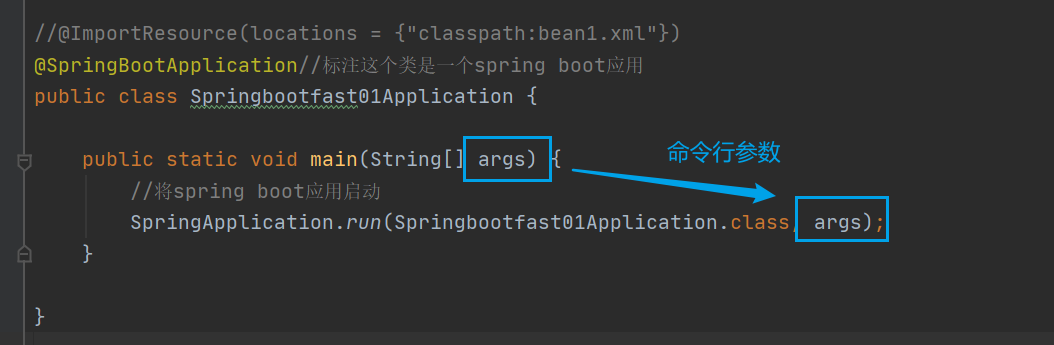 //@ImportResource(locations = {"classpath:bean1.xml"})
@SpringBootApplication//标注这个类是一个spring boot应用
public class Springbootfast01Application {
public static void main(String[] args) {
命令行参数
//将spring boot应用启动
SpringApplication.run(Springbootfast01Application.class, args);
}
}